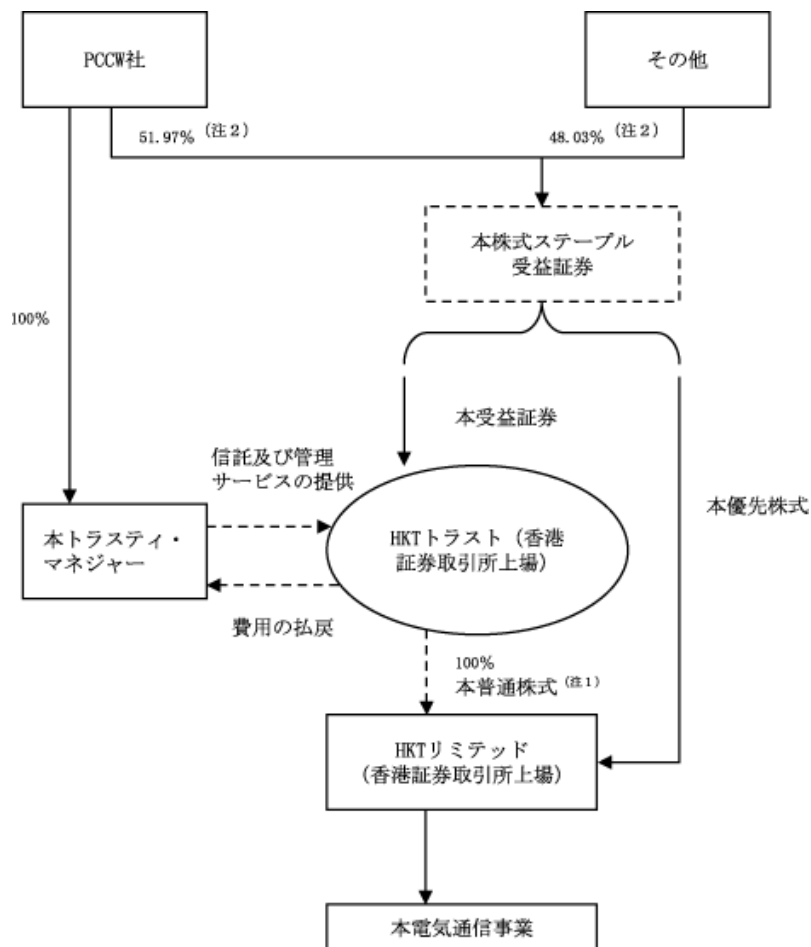 PCCW社
その他
51.97%(注2)
48.03%(注2)
本株式ステープル
受益証券
100%
本受益証券
信託及び管理
サービスの提供
本優先株式
本トラスティ・
マネジャー
HKTトラスト(香港
証券取引所上場)
費用の払戻
100%
本普通株式(注1)
HKTリミテッド
(香港証券取引所上場)
本電気通信事業